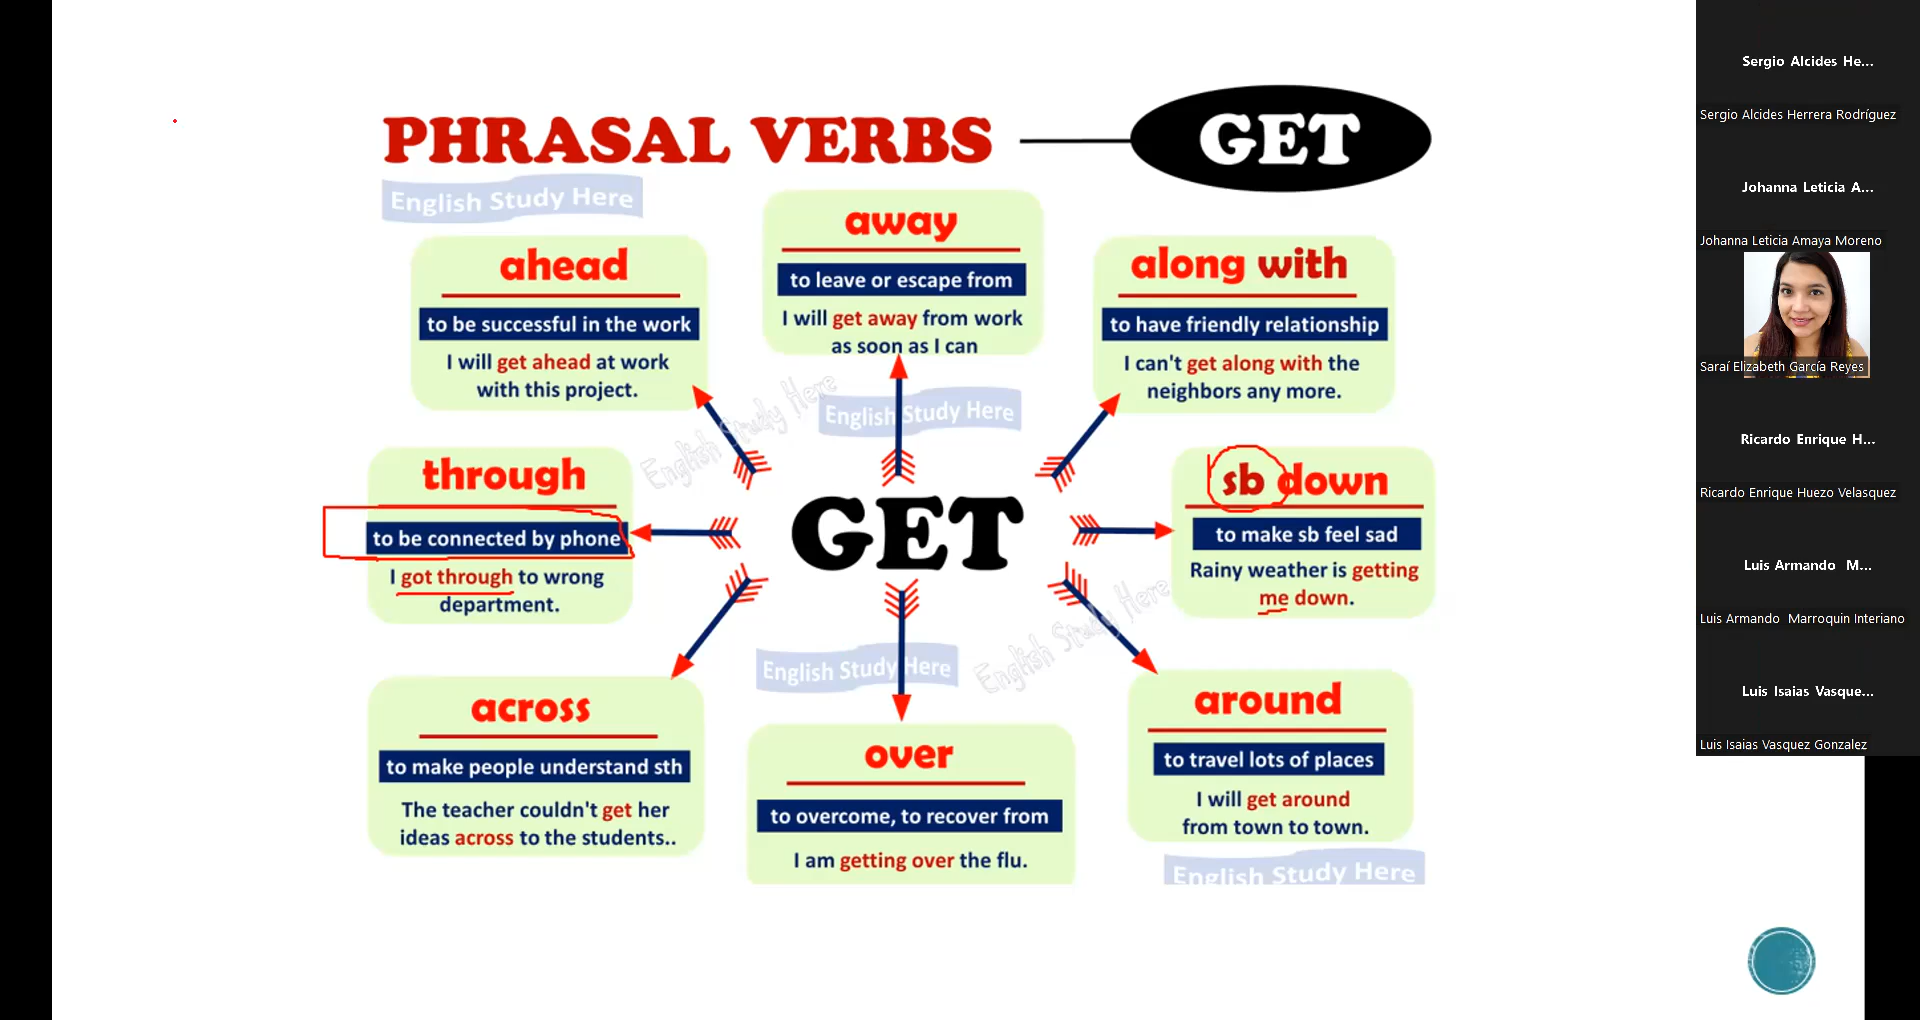 PHRASAL VERBS
GET
English Study Here
ahead
to be successful in the work
I will get ahead at work
with this project.
away
to leave or escape from
I will get away from work
as soon as I can
along with
to have friendly relationship
I can't get along with the
neighbors any more.
English Study Here
English Study Here
through
to be connected by phone
I got through to wrong
department.
GET
sb down
to make sb feel sad
Rainy weather is getting
me down.
English Study Here
English Study Here
across
to make people understand sth
The teacher couldn't get her
ideas across to the students..
over
to overcome, to recover from
I am getting over the flu.
around
to travel lots of places
I will get around
from town to town.
English Study Here
Sergio Alcides He...
Sergio Alcides Herrera Rodríguez
Johanna Leticia A...
Johanna Leticia Amaya Moreno
Saraí Elizabeth García Reyes
Ricardo Enrique H...
Ricardo Enrique Huezo Velasquez
Luis Armando M...
Luis Armando Marroquin Interiano
Luis Isaias Vasque...
Luis Isaias Vasquez Gonzalez